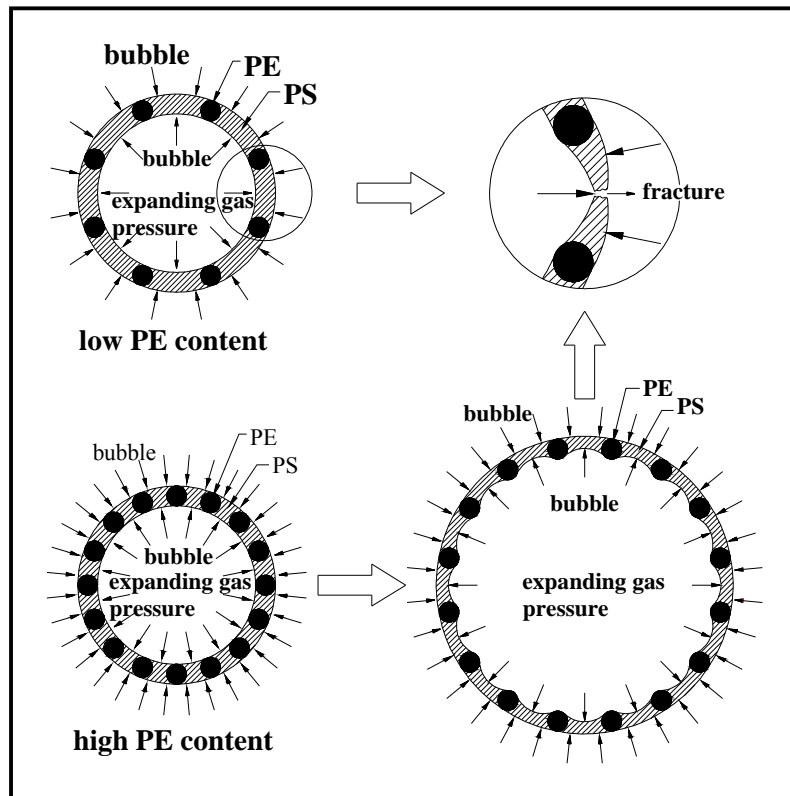 bubble
PE
PS
bubble
expanding gas
pressure
low PE content
fracture
bubble
PE
PS
bubble
expanding gas
pressure
high PE content
bubble
PE
PS
bubble
expanding gas
pressure